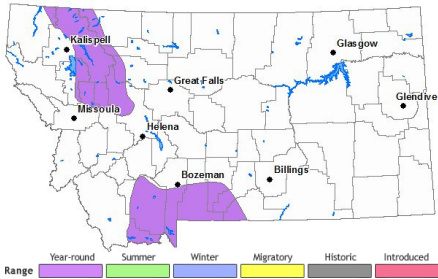 Kalispell
Glasgow
Great Falls
Glendive
Missoula
Helena
Bozeman
Billings
Year-round Summer Winter Migratory Historic Introduced
Range